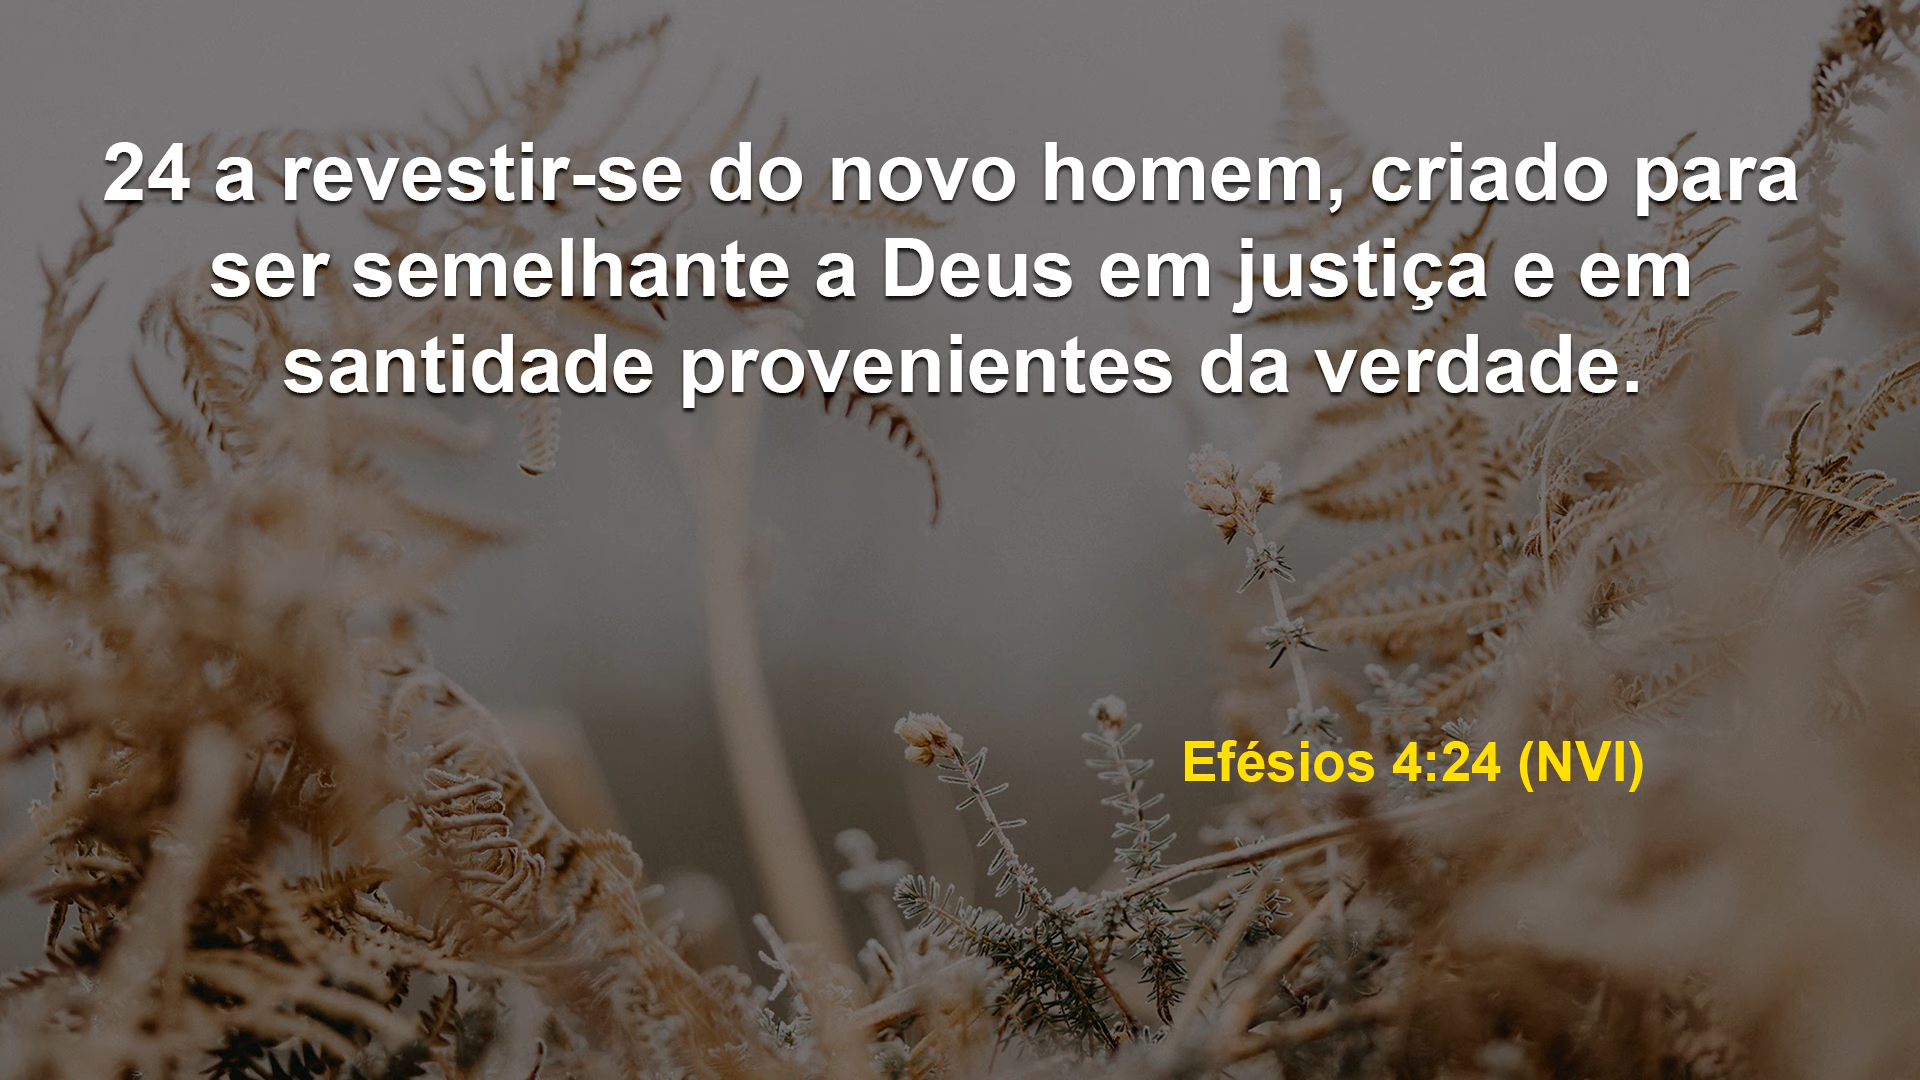 24 a revestir-se do novo homem, criado para
ser semelhante a Deus em justiça e em
santidade provenientes da verdade.
Efésios 4:24 (NVI)